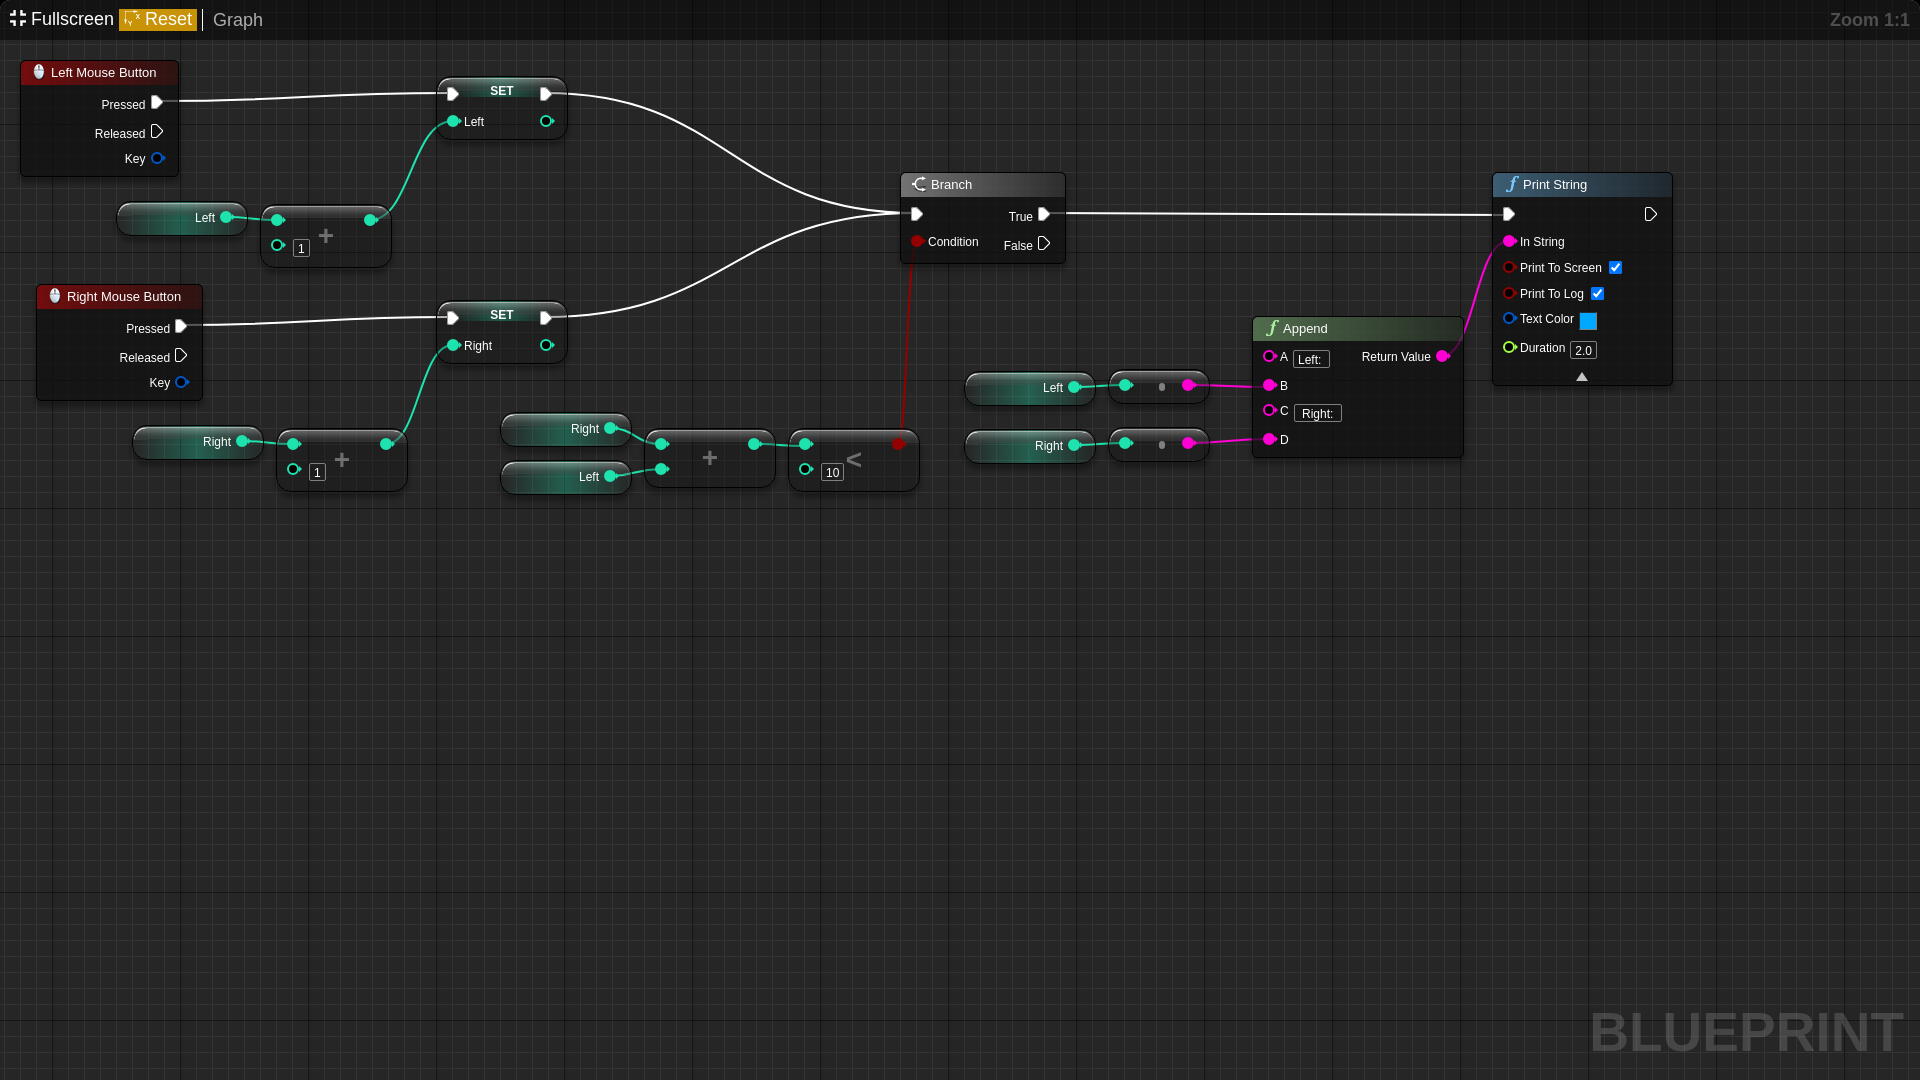 Fullscreen Reset Graph Zoom 1:1
Left Mouse Button
Pressed
Released
Key
SET
Left
Left
+
1
Right Mouse Button
Pressed
Released
Key
SET
Right
Right
+
1
Right
Left
+
<
10
Branch
True
Condition
False
Left
Right
Append
A Left: Return Value
B
C Right:
D
Print String
In String
Print To Screen
Print To Log
Text Color
Duration 2.0
BLUEPRINT